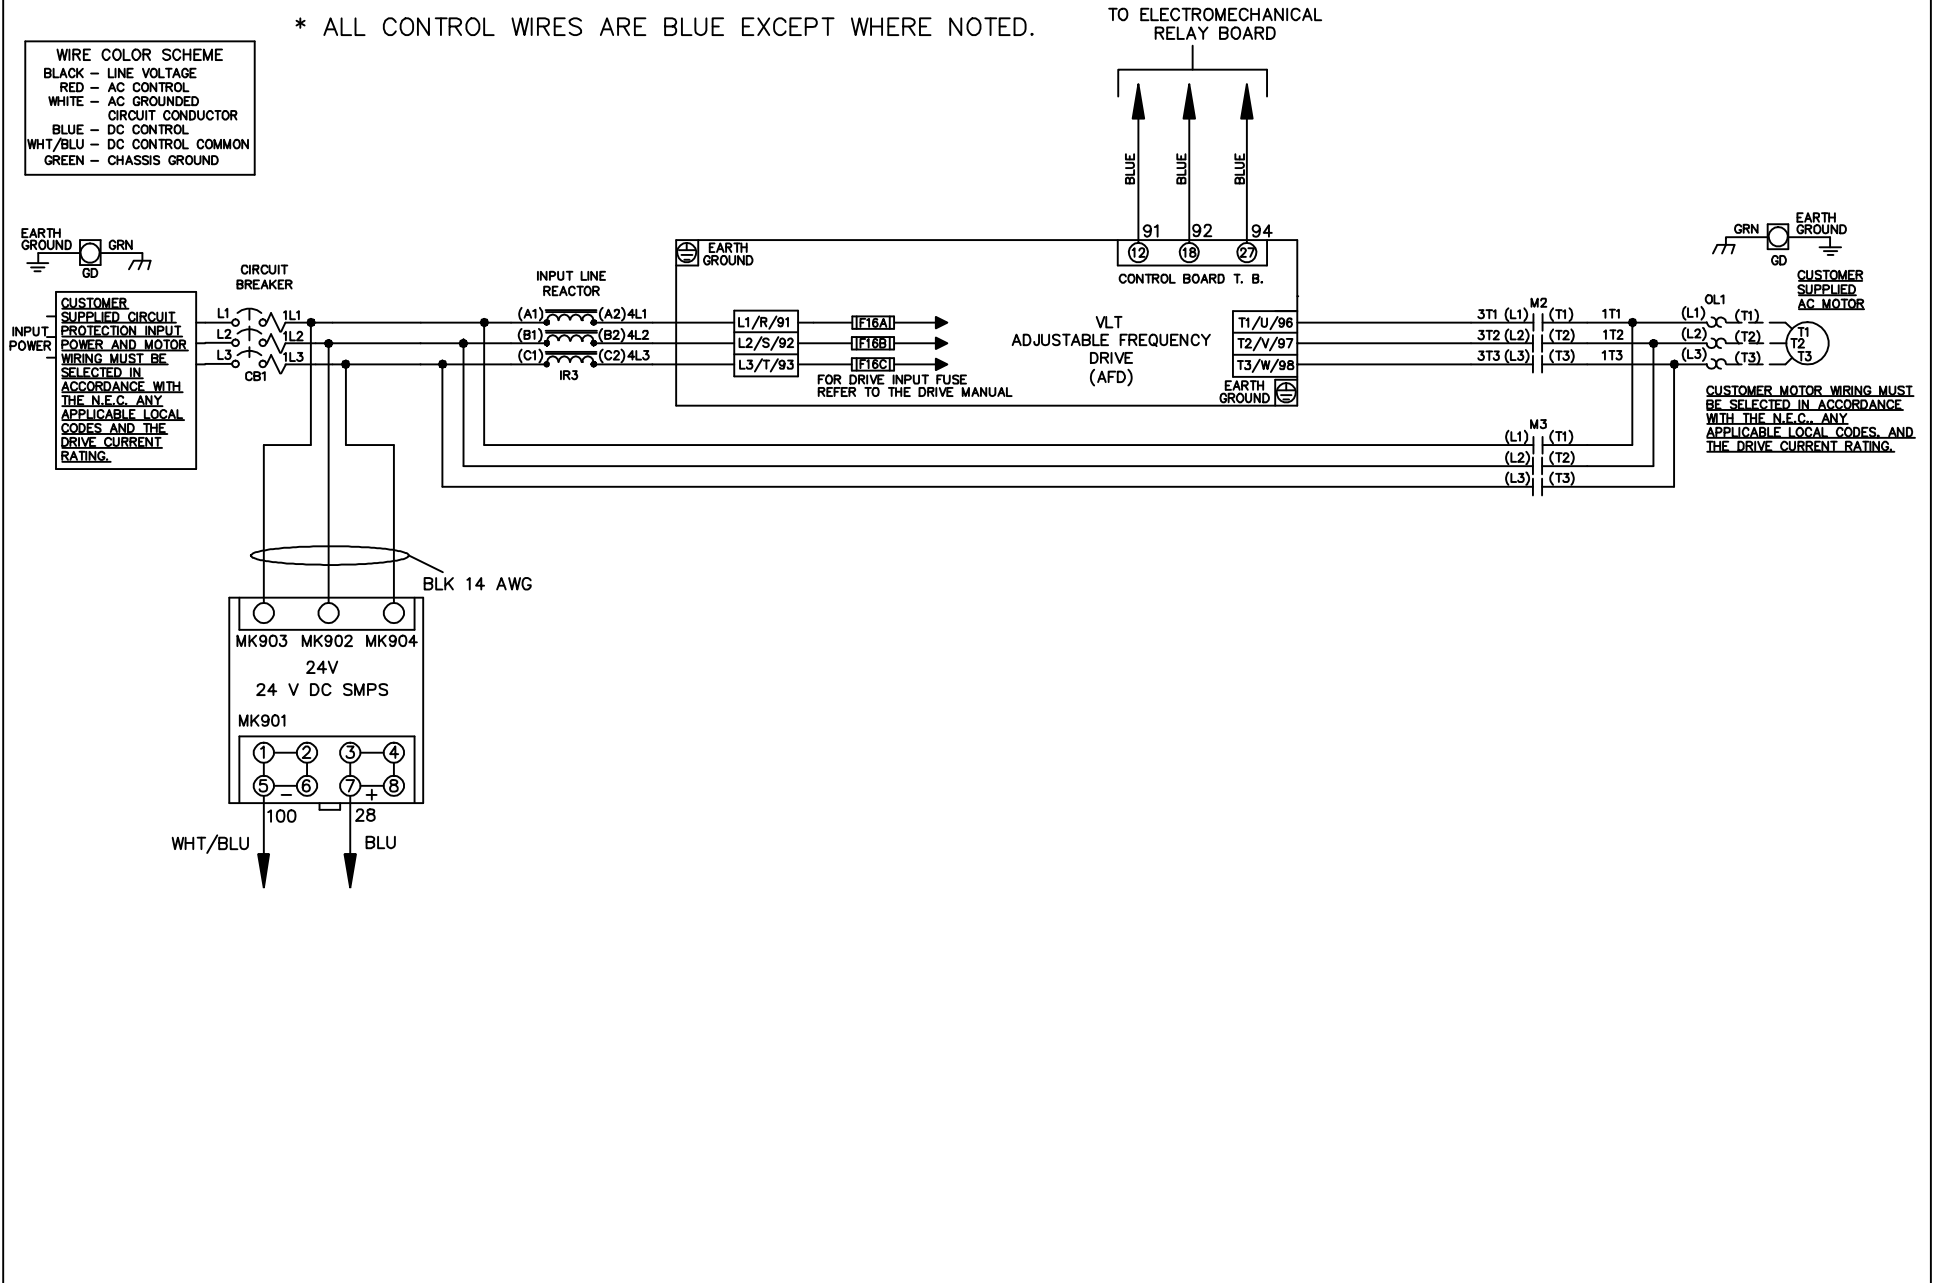 * ALL CONTROL WIRES ARE BLUE EXCEPT WHERE NOTED.
TO ELECTROMECHANICAL
RELAY BOARD
WIRE COLOR SCHEME
BLACK – LINE VOLTAGE
RED – AC CONTROL
WHITE – AC GROUNDED
CIRCUIT CONDUCTOR
BLUE – DC CONTROL
WHT/BLU – DC CONTROL COMMON
GREEN – CHASSIS GROUND
BLUE
BLUE
BLUE
91
92
94
12
18
27
CONTROL BOARD T. B.
EARTH
GROUND
GRN
GD
CIRCUIT
BREAKER
INPUT
POWER
CUSTOMER
SUPPLIED CIRCUIT
PROTECTION INPUT
POWER AND MOTOR
WIRING MUST BE
SELECTED IN
ACCORDANCE WITH
THE N.E.C. ANY
APPLICABLE LOCAL
CODES AND THE
DRIVE CURRENT
RATING.
L1
L2
L3
1L1
1L2
1L3
CB1
INPUT LINE
REACTOR
(A1) (A2)4L1
(B1) (B2)4L2
(C1) (C2)4L3
IR3
EARTH
GROUND
L1/R/91
L2/S/92
L3/T/93
F16A
F16B
F16C
FOR DRIVE INPUT FUSE
REFER TO THE DRIVE MANUAL
VLT
ADJUSTABLE FREQUENCY
DRIVE
(AFD)
T1/U/96
T2/V/97
T3/W/98
EARTH
GROUND
M2
3T1 (L1) (T1) 1T1
3T2 (L2) (T2) 1T2
3T3 (L3) (T3) 1T3
M3
(L1) (T1)
(L2) (T2)
(L3) (T3)
GRN
EARTH
GROUND
GD
CUSTOMER
SUPPLIED
AC MOTOR
OL1
(L1) (T1)
(L2) (T2)
(L3) (T3)
T1
T2
T3
CUSTOMER MOTOR WIRING MUST
BE SELECTED IN ACCORDANCE
WITH THE N.E.C., ANY
APPLICABLE LOCAL CODES, AND
THE DRIVE CURRENT RATING.
BLK 14 AWG
MK903 MK902 MK904
24V
24 V DC SMPS
MK901
1 2 3 4
5 6 7 8
– +
100
28
WHT/BLU
BLU